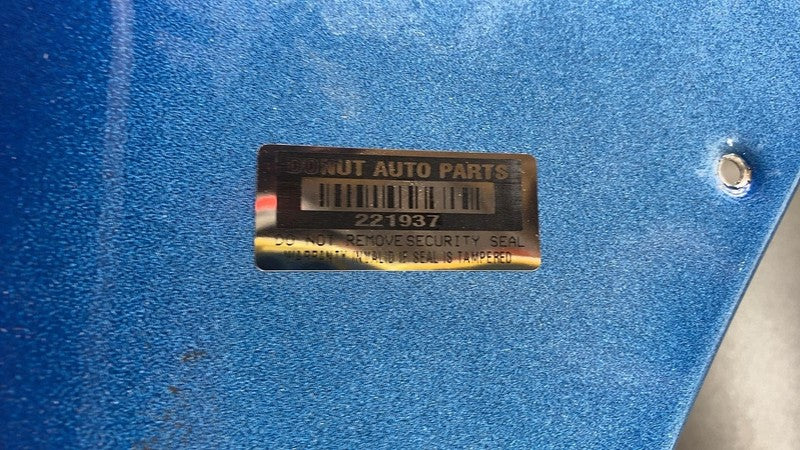 DONUT AUTO PARTS
221937
DO NOT REMOVE SECURITY SEAL
WARRANTY INVALID IF SEAL IS TAMPERED